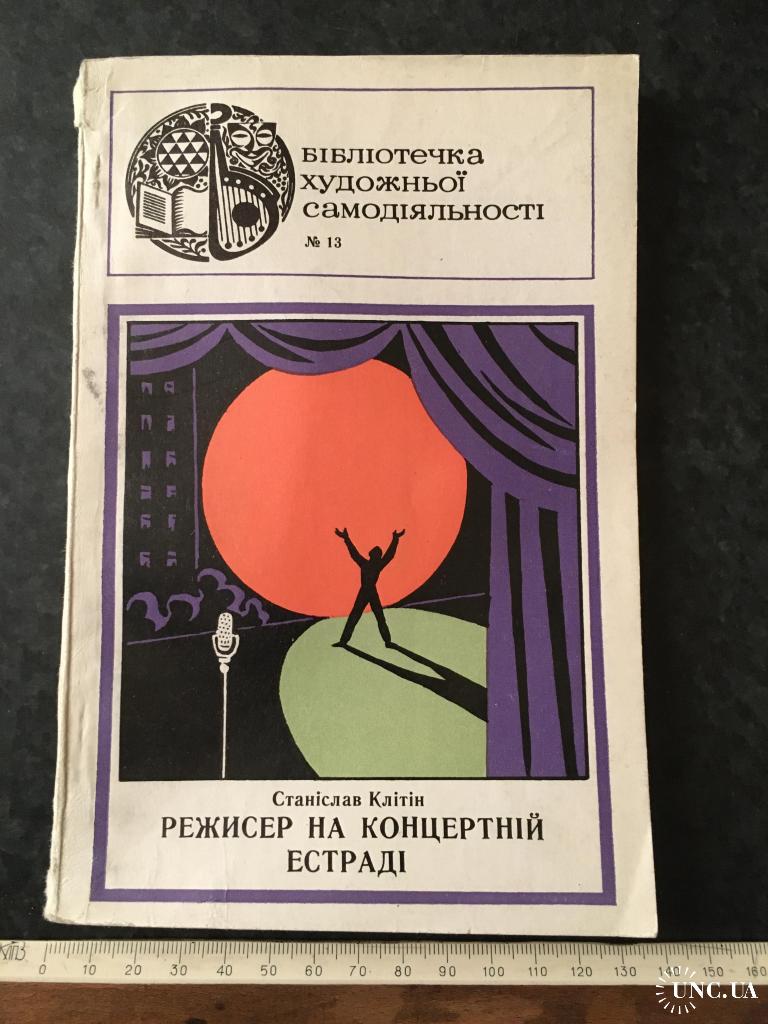 БІБЛІОТЕЧКА
ХУДОЖНЬОЇ
САМОДІЯЛЬНОСТІ
№ 13
Станіслав Клітін
РЕЖИСЕР НА КОНЦЕРТНІЙ
ЕСТРАДІ
0 10 20 30 40 50 60 70 80 90 100 110 120 130 140 150 160
UNC.UA